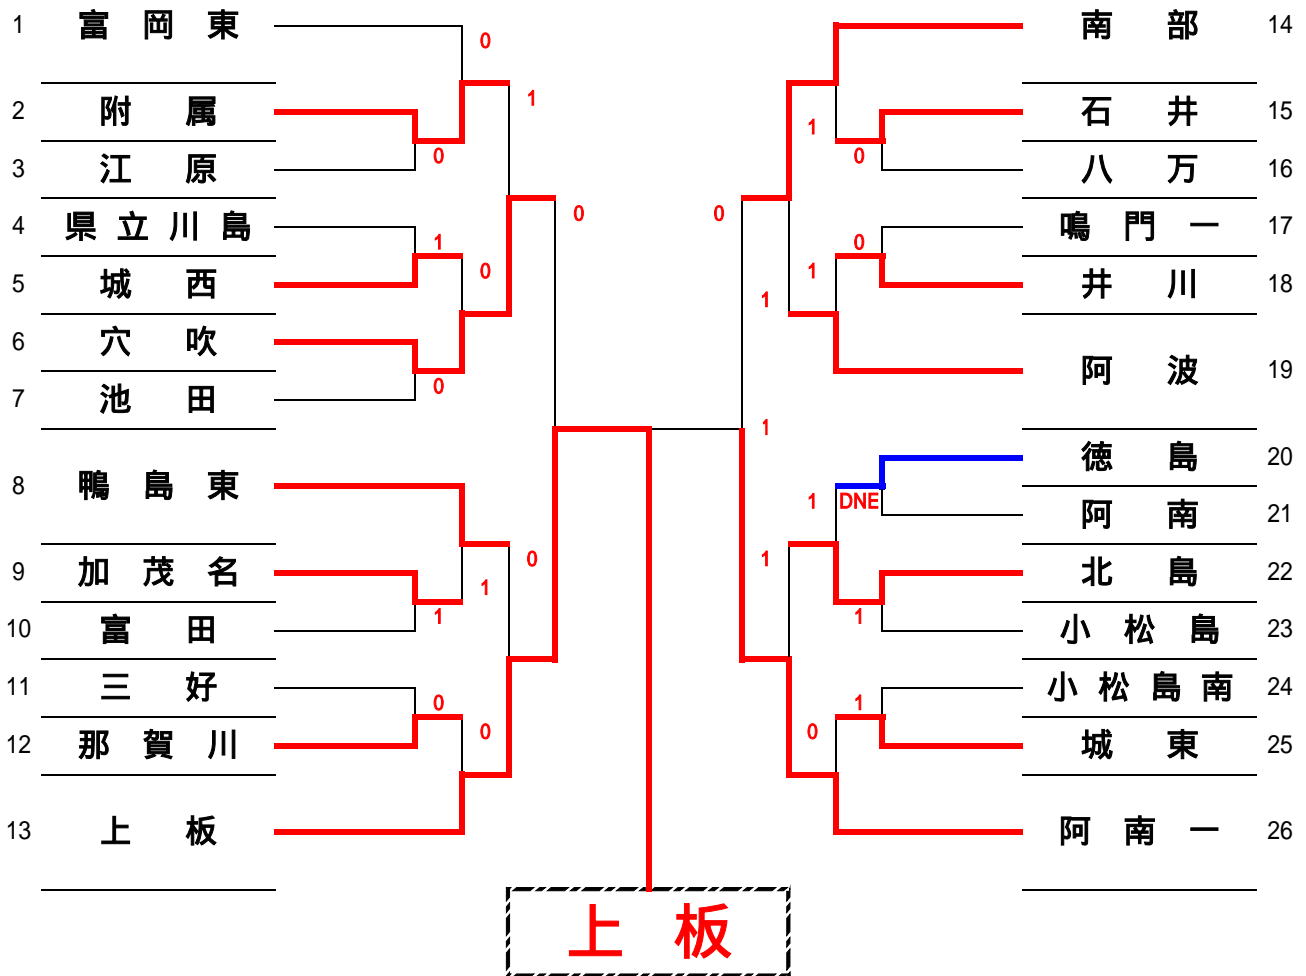 1 富岡東
0
2 附属
1
3 江原
0
4 県立川島
1
5 城西
0
6 穴吹
0
7 池田
0
8 鴨島東
0
9 加茂名
1
10 富田
1
11 三好
0
12 那賀川
0
13 上板
南部 14
石井 15
1
0
八万 16
0
鳴門一 17
0
1
井川 18
1
阿波 19
1
徳島 20
1 DNE
阿南 21
1
北島 22
1
小松島 23
小松島南 24
1
0
城東 25
阿南一 26
上板